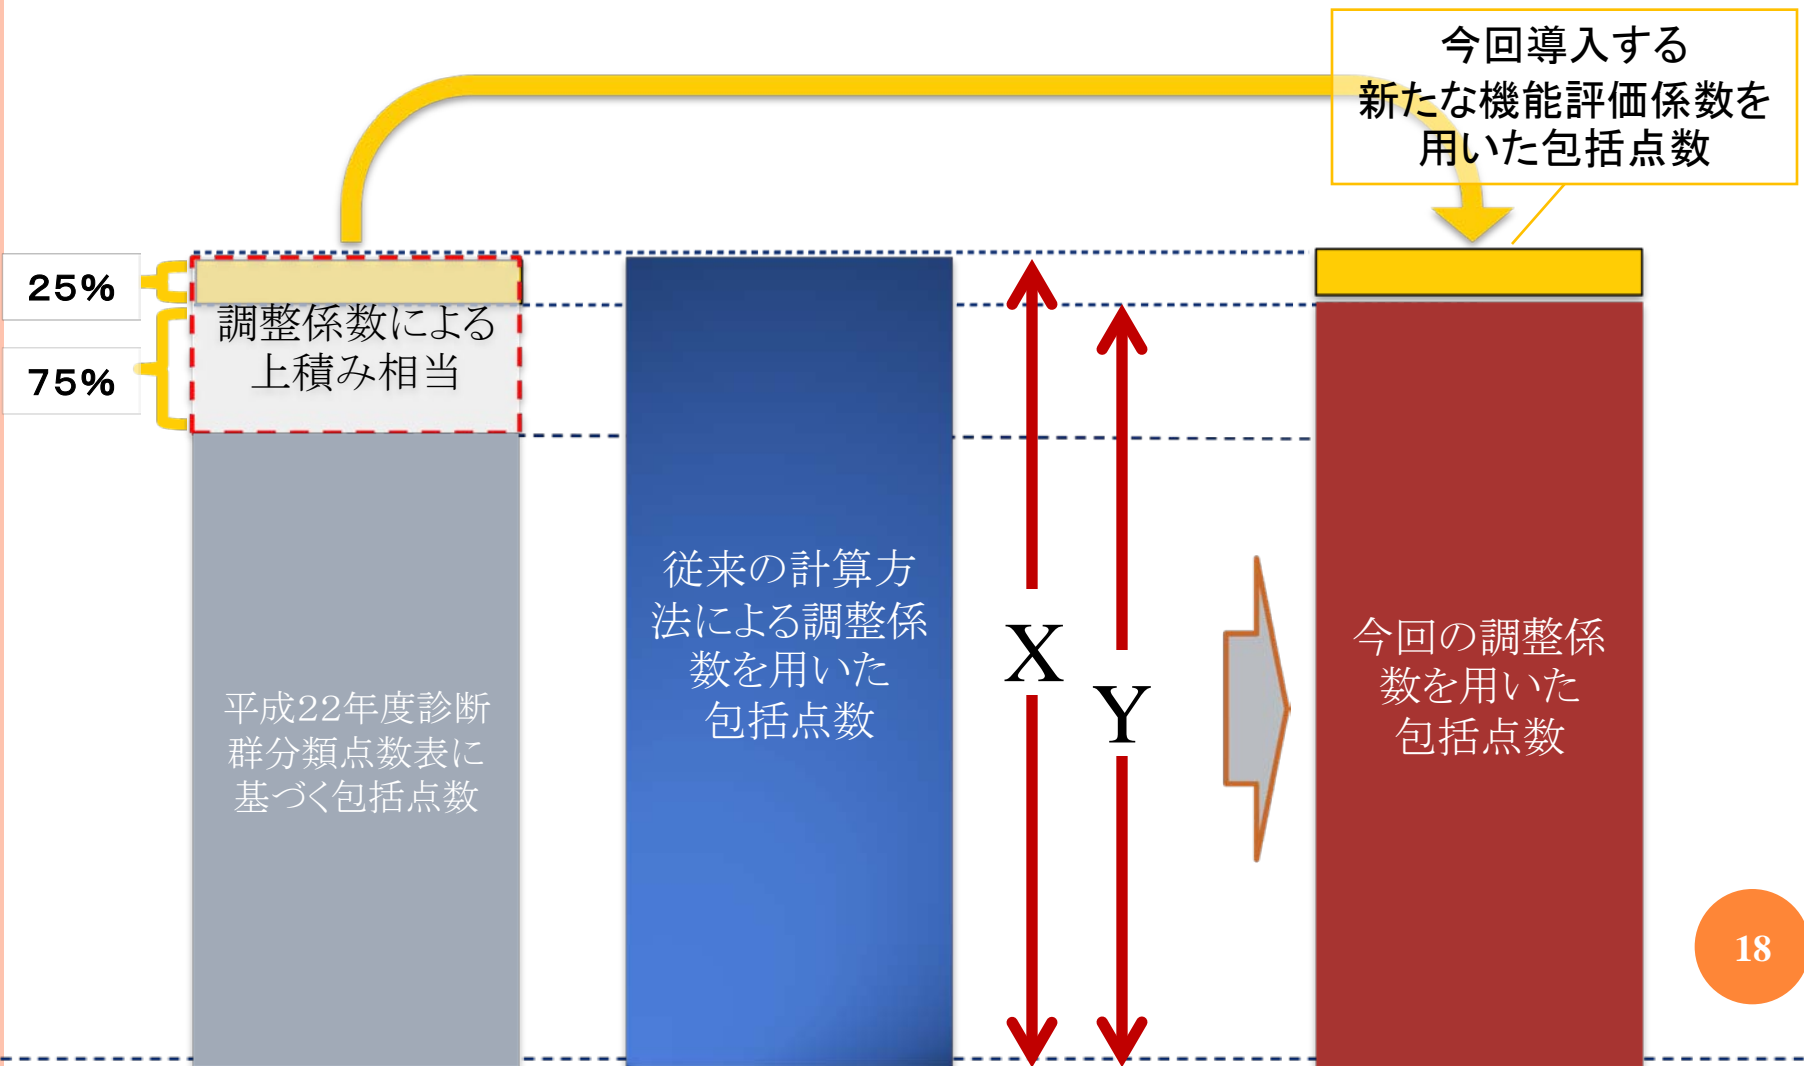 今回導入する
新たな機能評価係数を
用いた包括点数
25%
75%
調整係数による
上積み相当
平成22年度診断
群分類点数表に
基づく包括点数
従来の計算方
法による調整係
数を用いた
包括点数
X
Y
今回の調整係
数を用いた
包括点数
18